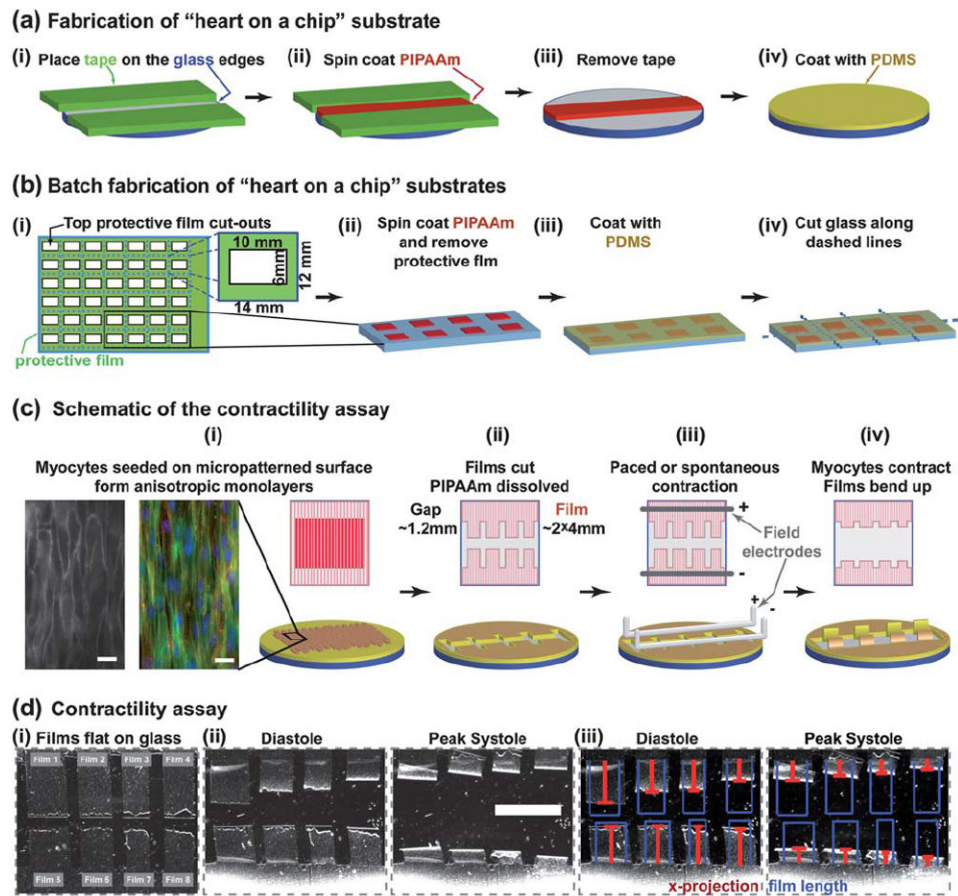 (a) Fabrication of “heart on a chip” substrate
(i) Place tape on the glass edges
(ii) Spin coat PIPAAm
(iii) Remove tape
(iv) Coat with PDMS
(b) Batch fabrication of “heart on a chip” substrates
(i) Top protective film cut-outs
10 mm
6mm
12 mm
14 mm
protective film
(ii) Spin coat PIPAAm
and remove
protective flm
(iii) Coat with
PDMS
(iv) Cut glass along
dashed lines
(c) Schematic of the contractility assay
(i)
Myocytes seeded on micropatterned surface
form anisotropic monolayers
(ii)
Films cut
PIPAAm dissolved
Gap
~1.2mm
Film
~2x4mm
(iii)
Paced or spontaneous
contraction
+
-
Field
electrodes
+
-
(iv)
Myocytes contract
Films bend up
(d) Contractility assay
(i) Films flat on glass
Film 1
Film 2
Film 3
Film 4
Film 5
Film 6
Film 7
Film 8
(ii) Diastole
Peak Systole
(iii) Diastole
Peak Systole
x-projection
film length